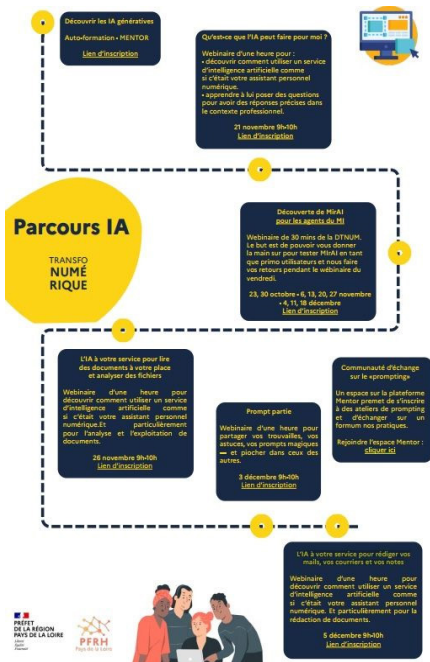 Découvrir les IA génératives
Auto-formation • MENTOR
Lien d'inscription
Qu'est-ce que l'IA peut faire pour moi ?
Webinaire d'une heure pour :
• découvrir comment utiliser un service
d'intelligence artificielle comme
si c'était votre assistant personnel
numérique.
• apprendre à lui poser des questions
pour avoir des réponses précises dans
le contexte professionnel.
21 novembre 9h-10h
Lien d'inscription
Parcours IA
TRANSFO
NUMÉ
RIQUE
Découverte de MirAI
pour les agents du MI
Webinaire de 30 mins de la DTNUM.
Le but est de pouvoir vous donner
la main sur pour tester MIrAI en tant
que primo utilisateurs et nous faire
vos retours pendant le wébinaire du
vendredi.
23, 30 octobre • 6, 13, 20, 27 novembre
• 4, 11, 18 décembre
Lien d'inscription
L'IA à votre service pour lire
des documents à votre place
et analyser des fichiers
Webinaire d'une heure pour
découvrir comment utiliser un service
d'intelligence artificielle comme
si c'était votre assistant personnel
numérique.Et particulièrement
pour l'analyse et l'exploitation de
documents.
26 novembre 9h-10h
Lien d'inscription
Prompt partie
Webinaire d'une heure pour
partager vos trouvailles, vos
astuces, vos prompts magiques
— et piocher dans ceux des
autres.
3 décembre 9h-10h
Lien d'inscription
Communauté d'échange
sur le «prompting»
Un espace sur la plateforme
Mentor premet de s'inscrire
à des ateliers de prompting
et d'échanger sur un
formum nos pratiques.
Rejoindre l'espace Mentor :
cliquer ici
L'IA à votre service pour rédiger vos
mails, vos courriers et vos notes
Webinaire d'une heure pour
découvrir comment utiliser un service
d'intelligence artificielle comme
si c'était votre assistant personnel
numérique. Et particulièrement pour la
rédaction de documents.
5 décembre 9h-10h
Lien d'inscription
PRÉFET
DE LA RÉGION
PAYS DE LA LOIRE
Liberté
Égalité
Fraternité
PFRH
Pays de la Loire